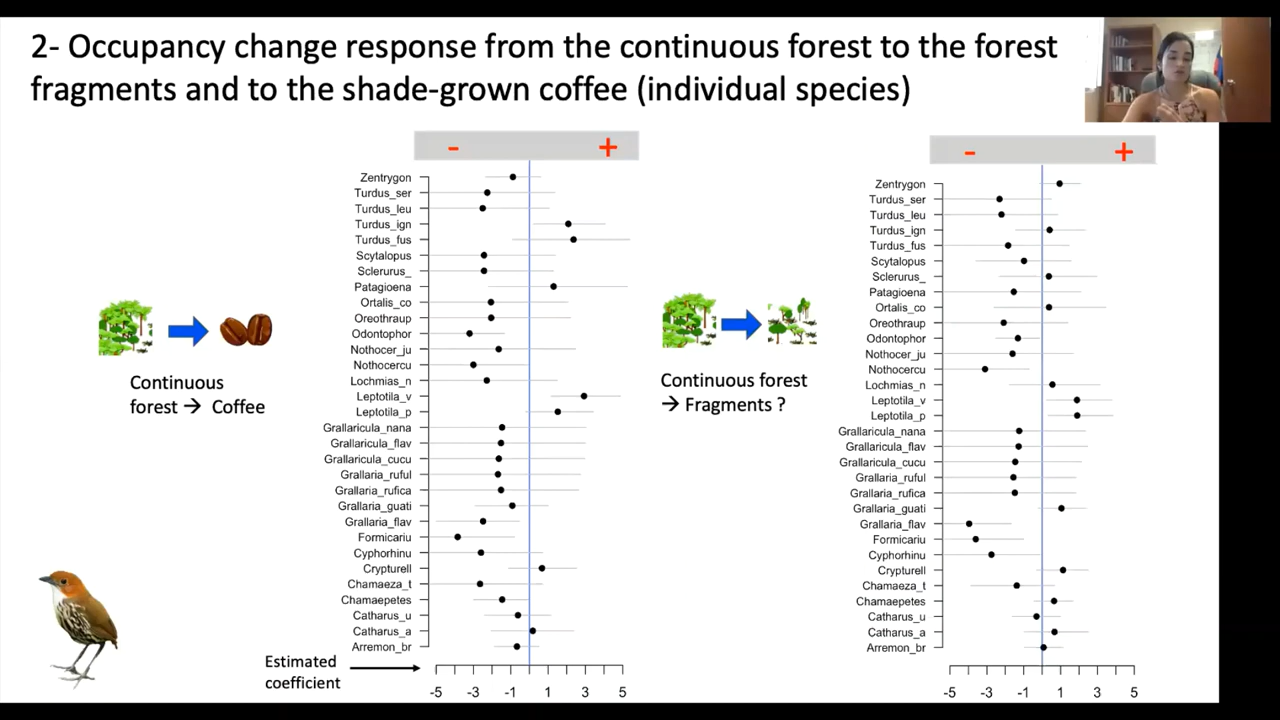 2- Occupancy change response from the continuous forest to the forest
fragments and to the shade-grown coffee (individual species)
- +
Zentrygon
Turdus_ser
Turdus_leu
Turdus_ign
Turdus_fus
Scytalopus
Sclerurus_
Patagioena
Ortalis_co
Oreothraup
Odontophor
Nothocer_ju
Nothocercu
Lochmias_n
Leptotila_v
Leptotila_p
Grallaricula_nana
Grallaricula_flav
Grallaricula_cucu
Grallaria_ruful
Grallaria_rufica
Grallaria_guati
Grallaria_flav
Formicariu
Cyphorhinu
Crypturell
Chamaeza_t
Chamaepetes
Catharus_u
Catharus_a
Arremon_br
-5 -3 -1 1 3 5
Continuous
forest → Coffee
Estimated
coefficient
- +
Zentrygon
Turdus_ser
Turdus_leu
Turdus_ign
Turdus_fus
Scytalopus
Sclerurus_
Patagioena
Ortalis_co
Oreothraup
Odontophor
Nothocer_ju
Nothocercu
Lochmias_n
Leptotila_v
Leptotila_p
Grallaricula_nana
Grallaricula_flav
Grallaricula_cucu
Grallaria_ruful
Grallaria_rufica
Grallaria_guati
Grallaria_flav
Formicariu
Cyphorhinu
Crypturell
Chamaeza_t
Chamaepetes
Catharus_u
Catharus_a
Arremon_br
-5 -3 -1 1 3 5
Continuous forest
→ Fragments ?